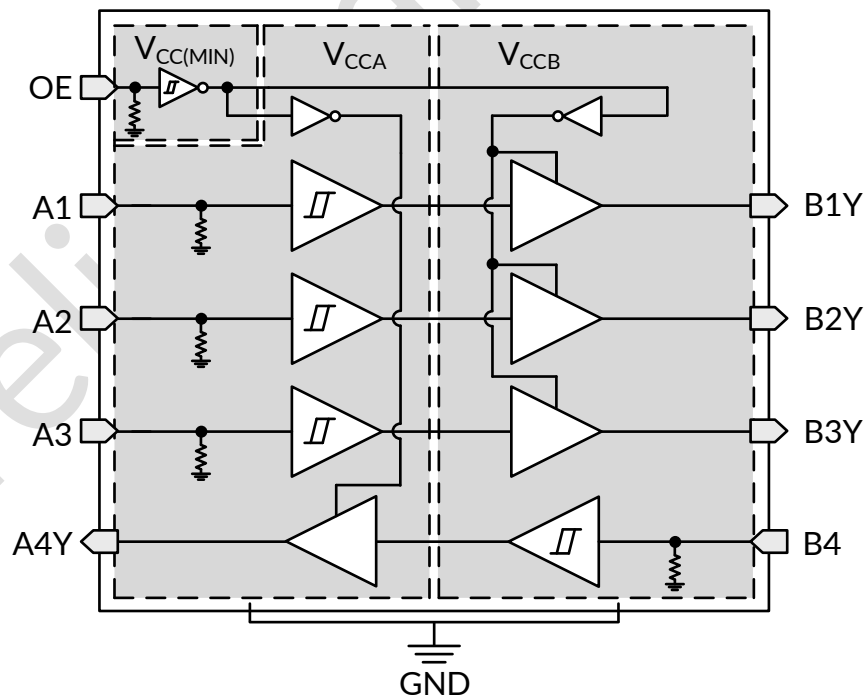 VCC(MIN)
VCCA
VCCB
OE
A1
B1Y
A2
B2Y
A3
B3Y
A4Y
B4
GND